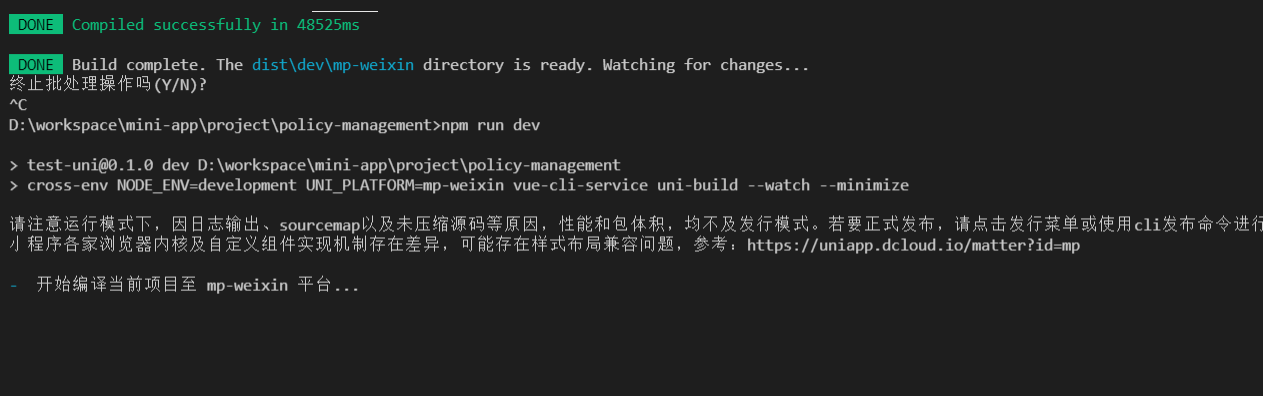 DONE Compiled successfully in 48525ms
DONE Build complete. The dist\dev\mp-weixin directory is ready. Watching for changes...
终止批处理操作吗(Y/N)?
^C
D:\workspace\mini-app\project\policy-management>npm run dev
> test-uni@0.1.0 dev D:\workspace\mini-app\project\policy-management
> cross-env NODE_ENV=development UNI_PLATFORM=mp-weixin vue-cli-service uni-build --watch --minimize
请注意运行模式下，因日志输出、sourcemap以及未压缩源码等原因，性能和包体积，均不及发行模式。若要正式发布，请点击发行菜单或使用cli发布命令进行
小程序各家浏览器内核及自定义组件实现机制存在差异，可能存在样式布局兼容问题，参考：https://uniapp.dcloud.io/matter?id=mp
- 开始编译当前项目至 mp-weixin 平台...